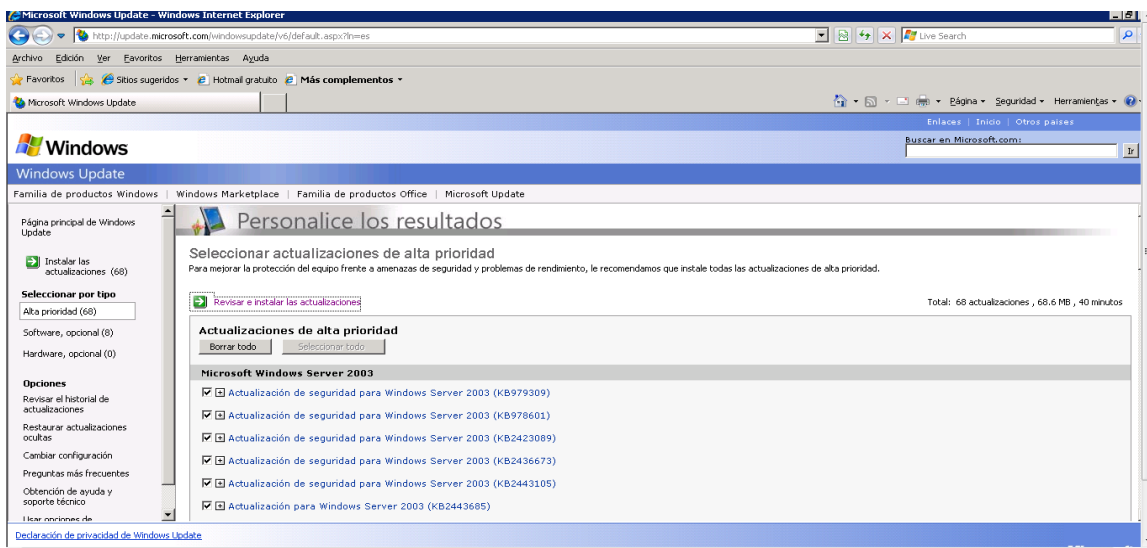 Microsoft Windows Update - Windows Internet Explorer
http://update.microsoft.com/windowsupdate/v6/default.aspx?ln=es
Live Search
Archivo Edición Ver Favoritos Herramientas Ayuda
Favoritos Sitios sugeridos Hotmail gratuito Más complementos
Microsoft Windows Update
Página Seguridad Herramientas
Enlaces | Inicio | Otros países
Windows
Buscar en Microsoft.com:
Ir
Windows Update
Familia de productos Windows | Windows Marketplace | Familia de productos Office | Microsoft Update
Página principal de Windows
Update
Instalar las
actualizaciones (68)
Seleccionar por tipo
Alta prioridad (68)
Software, opcional (8)
Hardware, opcional (0)
Opciones
Revisar el historial de
actualizaciones
Restaurar actualizaciones
ocultas
Cambiar configuración
Preguntas más frecuentes
Obtención de ayuda y
soporte técnico
Usar opciones de
Personalice los resultados
Seleccionar actualizaciones de alta prioridad
Para mejorar la protección del equipo frente a amenazas de seguridad y problemas de rendimiento, le recomendamos que instale todas las actualizaciones de alta prioridad.
Revisar e instalar las actualizaciones
Total: 68 actualizaciones , 68.6 MB , 40 minutos
Actualizaciones de alta prioridad
Borrar todo Seleccionar todo
Microsoft Windows Server 2003
Actualización de seguridad para Windows Server 2003 (KB979309)
Actualización de seguridad para Windows Server 2003 (KB978601)
Actualización de seguridad para Windows Server 2003 (KB2423089)
Actualización de seguridad para Windows Server 2003 (KB2436673)
Actualización de seguridad para Windows Server 2003 (KB2443105)
Actualización para Windows Server 2003 (KB2443685)
Declaración de privacidad de Windows Update